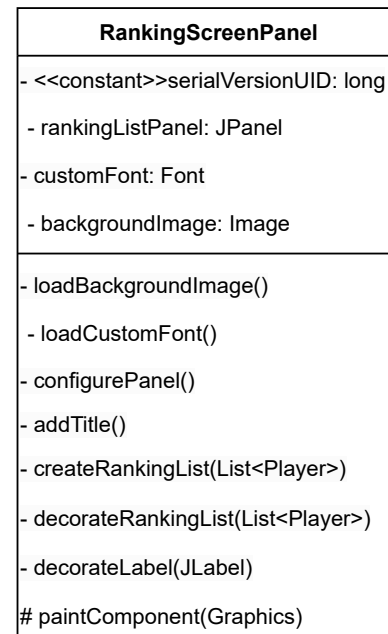 RankingScreenPanel
- <<constant>>serialVersionUID: long
- rankingListPanel: JPanel
- customFont: Font
- backgroundImage: Image
- loadBackgroundImage()
- loadCustomFont()
- configurePanel()
- addTitle()
- createRankingList(List<Player>)
- decorateRankingList(List<Player>)
- decorateLabel(JLabel)
# paintComponent(Graphics)